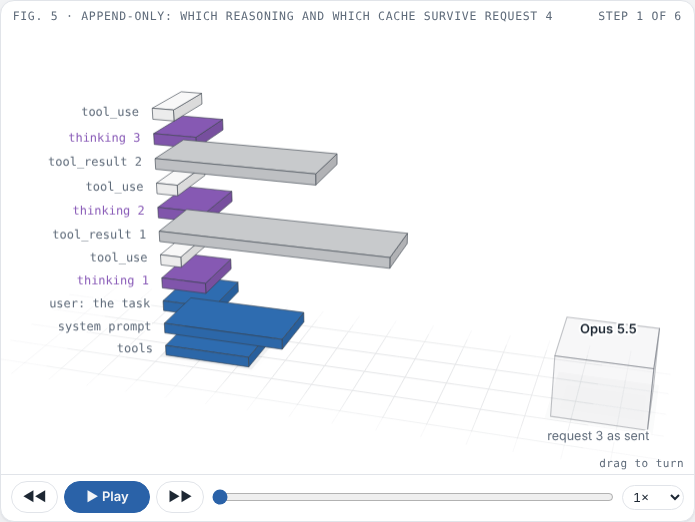 FIG. 5 · APPEND-ONLY: WHICH REASONING AND WHICH CACHE SURVIVE REQUEST 4
STEP 1 OF 6
tool_use
thinking 3
tool_result 2
tool_use
thinking 2
tool_result 1
tool_use
thinking 1
user: the task
system prompt
tools
Opus 5.5
request 3 as sent
drag to turn
Play
1×